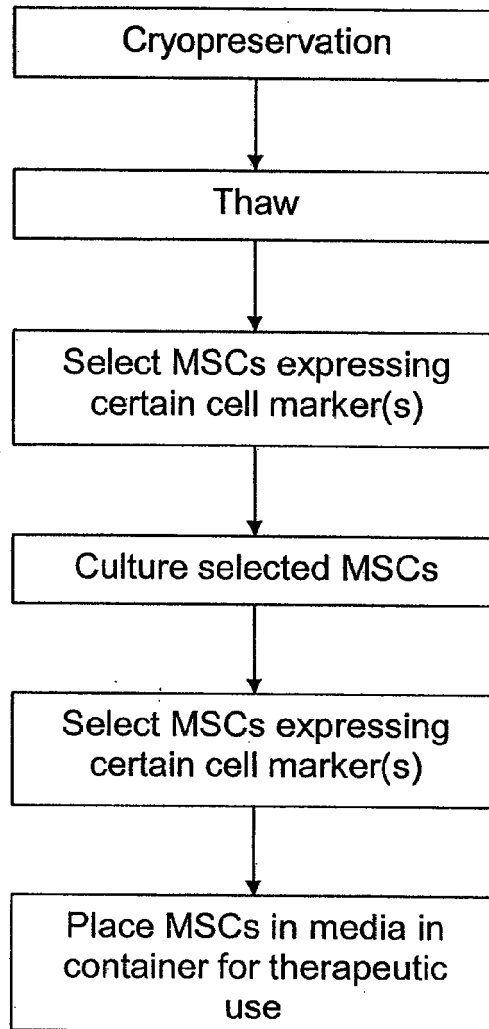 Cryopreservation
Thaw
Select MSCs expressing
certain cell marker(s)
Culture selected MSCs
Select MSCs expressing
certain cell marker(s)
Place MSCs in media in
container for therapeutic
use